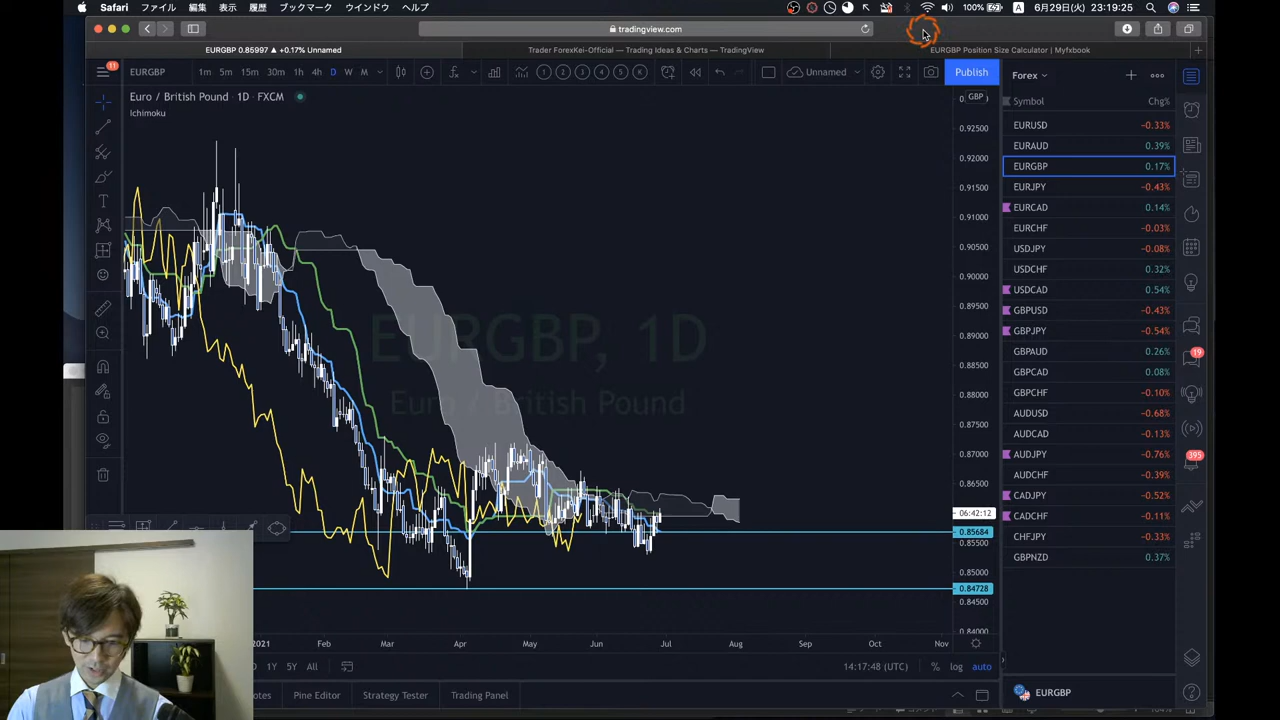 Safari ファイル 編集 表示 履歴 ブックマーク ウインドウ ヘルプ 100% A 6月29日(火) 23:19:25
tradingview.com
EURGBP 0.85997 ▲ +0.17% Unnamed
Trader ForexKei-Official — Trading Ideas & Charts — TradingView
EURGBP Position Size Calculator | Myfxbook
11
EURGBP 1m 5m 15m 30m 1h 4h D W M 1 2 3 4 5 K Unnamed Publish
Forex
Euro / British Pound · 1D · FXCM
Ichimoku
GBP
Symbol Chg%
EURUSD −0.33%
EURAUD 0.39%
EURGBP 0.17%
EURJPY −0.43%
EURCAD 0.14%
EURCHF −0.03%
USDJPY −0.08%
USDCHF 0.32%
USDCAD 0.54%
GBPUSD −0.43%
GBPJPY −0.54%
GBPAUD 0.26%
GBPCAD 0.08%
GBPCHF −0.10%
AUDUSD −0.68%
AUDCAD −0.13%
AUDJPY −0.76%
AUDCHF −0.39%
CADJPY −0.52%
CADCHF −0.11%
CHFJPY −0.33%
GBPNZD 0.37%
19
395
EURGBP, 1D
Euro / British Pound
0.92500
0.92000
0.91500
0.91000
0.90500
0.90000
0.89500
0.89000
0.88500
0.88000
0.87500
0.87000
0.86500
06:42:12
0.85684
0.85500
0.85000
0.84728
0.84500
0.84000
2021 Feb Mar Apr May Jun Jul Aug Sep Oct Nov
1Y 5Y All 14:17:48 (UTC) % log auto
Pine Editor Strategy Tester Trading Panel
EURGBP